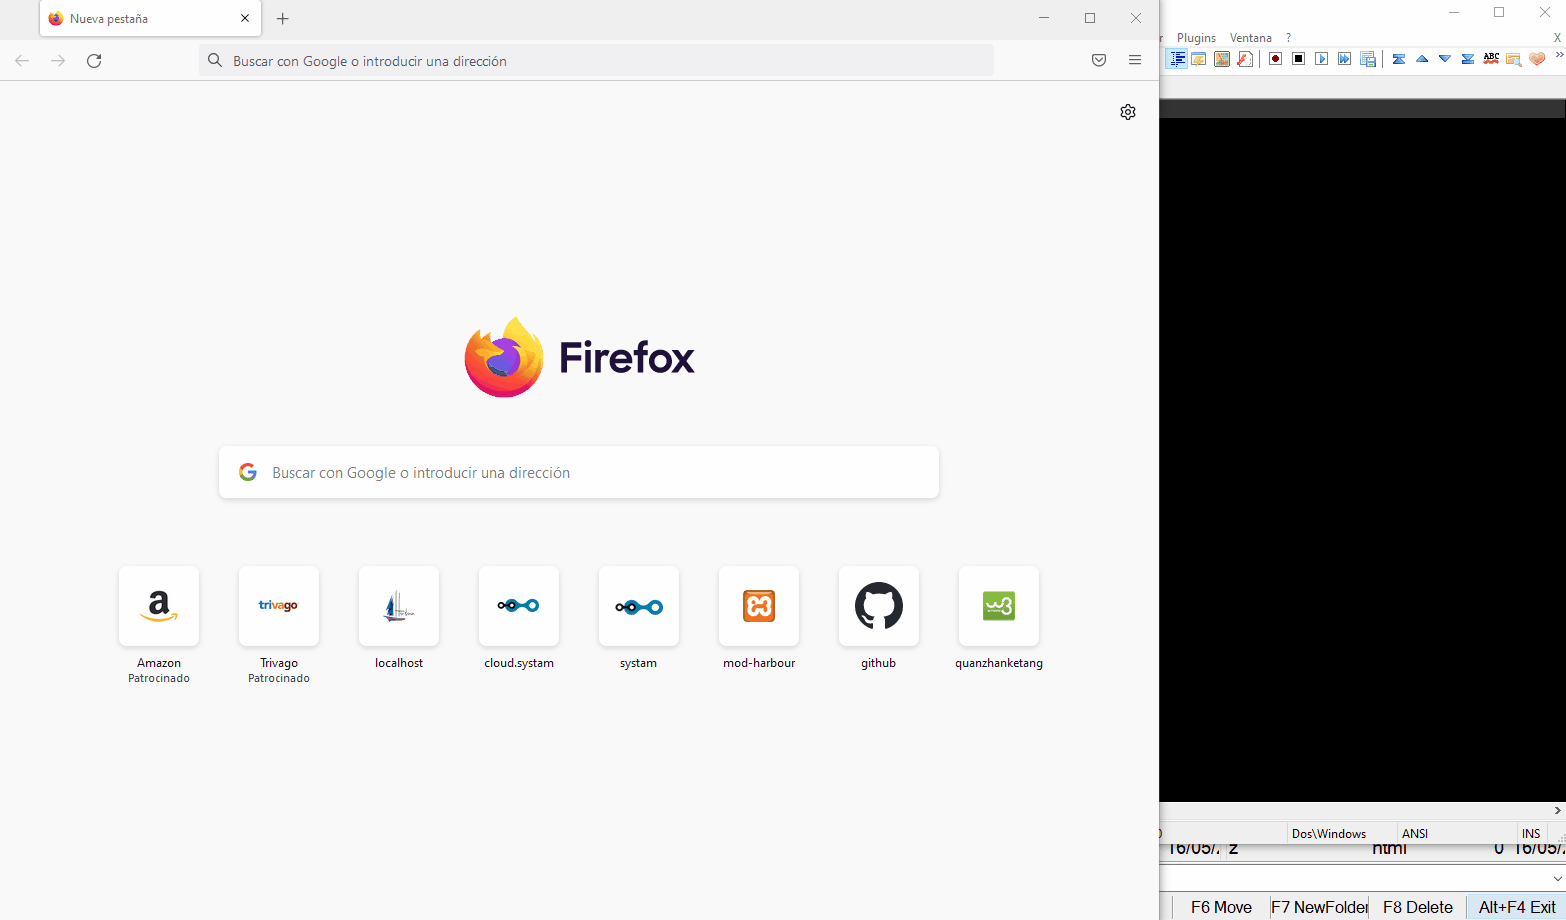 Nueva pestaña
Buscar con Google o introducir una dirección
Plugins Ventana ?
X
ABC
Firefox
Buscar con Google o introducir una dirección
trivago
Amazon
Patrocinado
Trivago
Patrocinado
localhost
cloud.systam
systam
mod-harbour
github
w3
quanzhanketang
Dos\Windows ANSI INS
16/05/ z html 0 16/05/
F6 Move F7 NewFolder F8 Delete Alt+F4 Exit